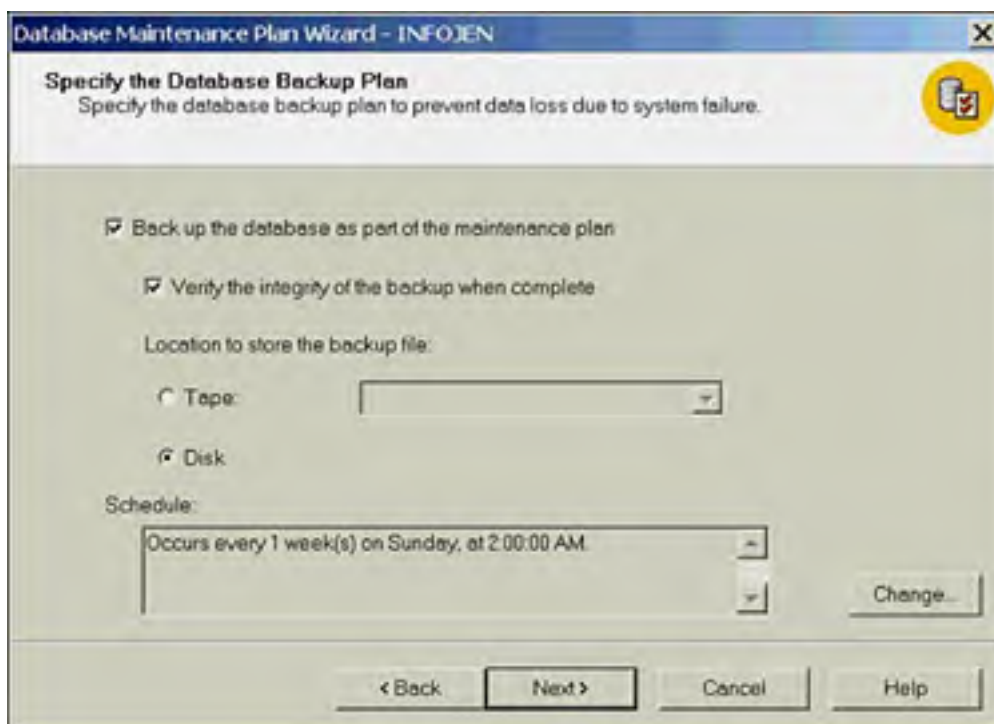 Database Maintenance Plan Wizard - INFOJEN
Specify the Database Backup Plan
Specify the database backup plan to prevent data loss due to system failure.
Back up the database as part of the maintenance plan
Verify the integrity of the backup when complete
Location to store the backup file:
Tape:
Disk
Schedule:
Occurs every 1 week(s) on Sunday, at 2:00:00 AM.
Change...
< Back Next > Cancel Help